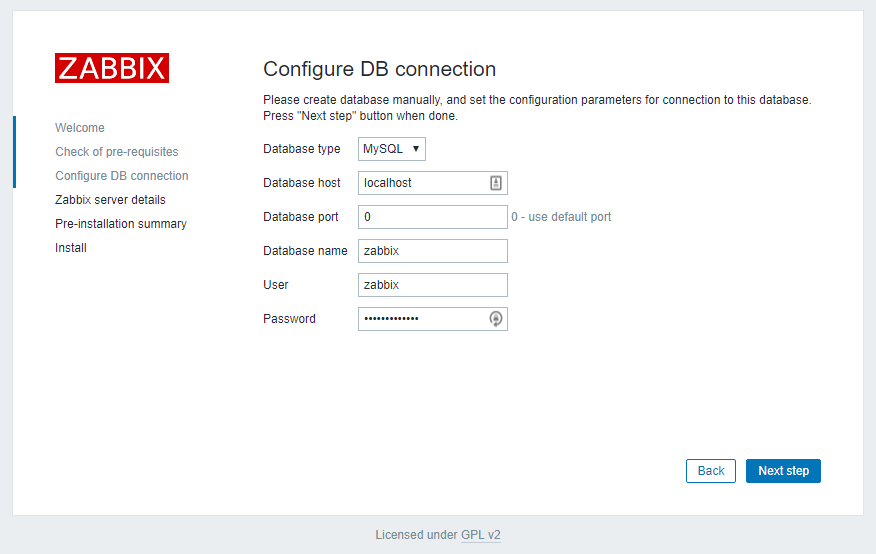 ZABBIX
Welcome
Check of pre-requisites
Configure DB connection
Zabbix server details
Pre-installation summary
Install
Configure DB connection
Please create database manually, and set the configuration parameters for connection to this database.
Press "Next step" button when done.
Database type MySQL
Database host localhost
Database port 0 0 - use default port
Database name zabbix
User zabbix
Password •••••••••••••
Back Next step
Licensed under GPL v2